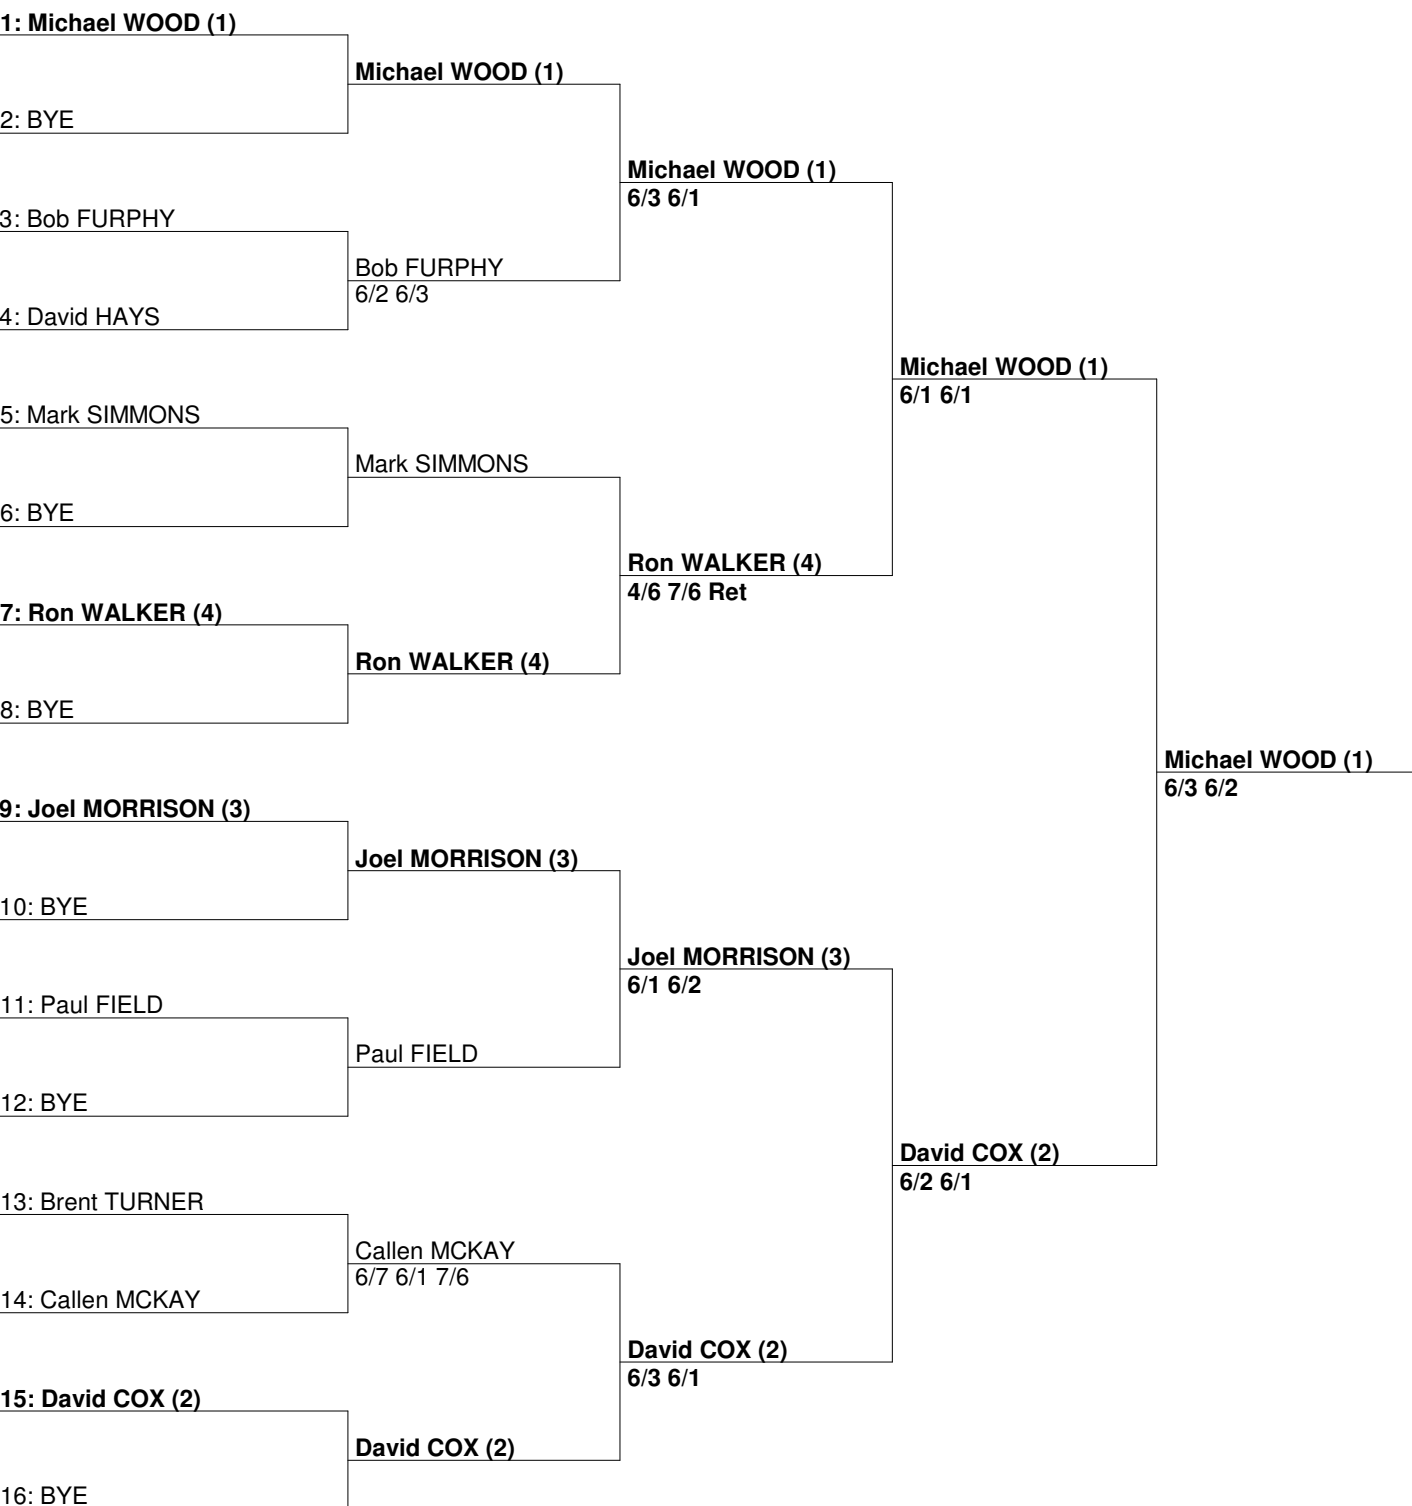 1: Michael WOOD (1)
Michael WOOD (1)
2: BYE
Michael WOOD (1)
6/3 6/1
3: Bob FURPHY
Bob FURPHY
6/2 6/3
4: David HAYS
Michael WOOD (1)
6/1 6/1
5: Mark SIMMONS
Mark SIMMONS
6: BYE
Ron WALKER (4)
4/6 7/6 Ret
7: Ron WALKER (4)
Ron WALKER (4)
8: BYE
Michael WOOD (1)
6/3 6/2
9: Joel MORRISON (3)
Joel MORRISON (3)
10: BYE
Joel MORRISON (3)
6/1 6/2
11: Paul FIELD
Paul FIELD
12: BYE
David COX (2)
6/2 6/1
13: Brent TURNER
Callen MCKAY
6/7 6/1 7/6
14: Callen MCKAY
David COX (2)
6/3 6/1
15: David COX (2)
David COX (2)
16: BYE